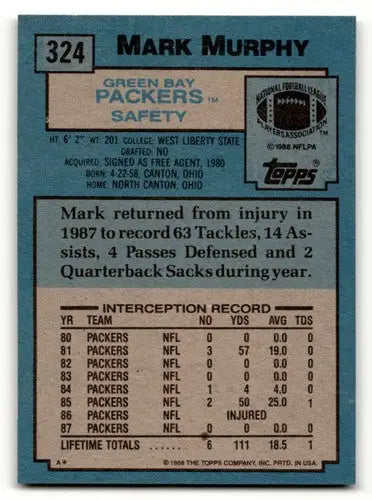 324 MARK MURPHY
GREEN BAY
PACKERS™
SAFETY
NATIONAL FOOTBALL LEAGUE
PLAYERS ASSOCIATION™
©1988 NFLPA
TOPPS®
HT: 6' 2" WT: 201 COLLEGE: WEST LIBERTY STATE
DRAFTED: NO
ACQUIRED: SIGNED AS FREE AGENT, 1980
BORN: 4-22-58, CANTON, OHIO
HOME: NORTH CANTON, OHIO
Mark returned from injury in
1987 to record 63 Tackles, 14 As-
sists, 4 Passes Defensed and 2
Quarterback Sacks during year.
INTERCEPTION RECORD
YR TEAM NO YDS AVG TDS
80 PACKERS NFL 0 0 0.0 0
81 PACKERS NFL 3 57 19.0 0
82 PACKERS NFL 0 0 0.0 0
83 PACKERS NFL 0 0 0.0 0
84 PACKERS NFL 1 4 4.0 0
85 PACKERS NFL 2 50 25.0 1
86 PACKERS NFL INJURED
87 PACKERS NFL 0 0 0.0 0
LIFETIME TOTALS 6 111 18.5 1
A* ©1988 THE TOPPS COMPANY, INC. PRTD. IN USA.